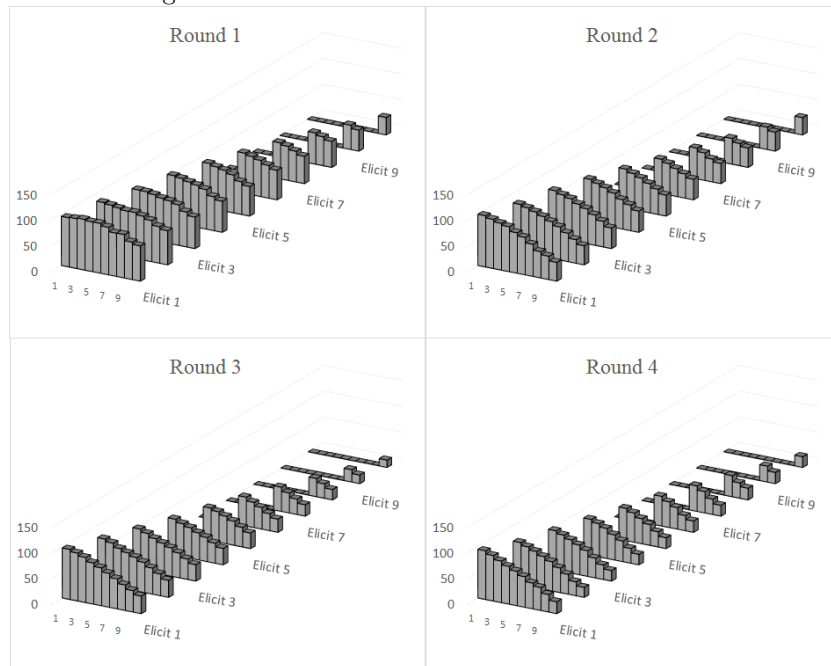 Round 1
150
100
50
0
1 3 5 7 9
Elicit 1
Elicit 3
Elicit 5
Elicit 7
Elicit 9
Round 2
150
100
50
0
1 3 5 7 9
Elicit 1
Elicit 3
Elicit 5
Elicit 7
Elicit 9
Round 3
150
100
50
0
1 3 5 7 9
Elicit 1
Elicit 3
Elicit 5
Elicit 7
Elicit 9
Round 4
150
100
50
0
1 3 5 7 9
Elicit 1
Elicit 3
Elicit 5
Elicit 7
Elicit 9